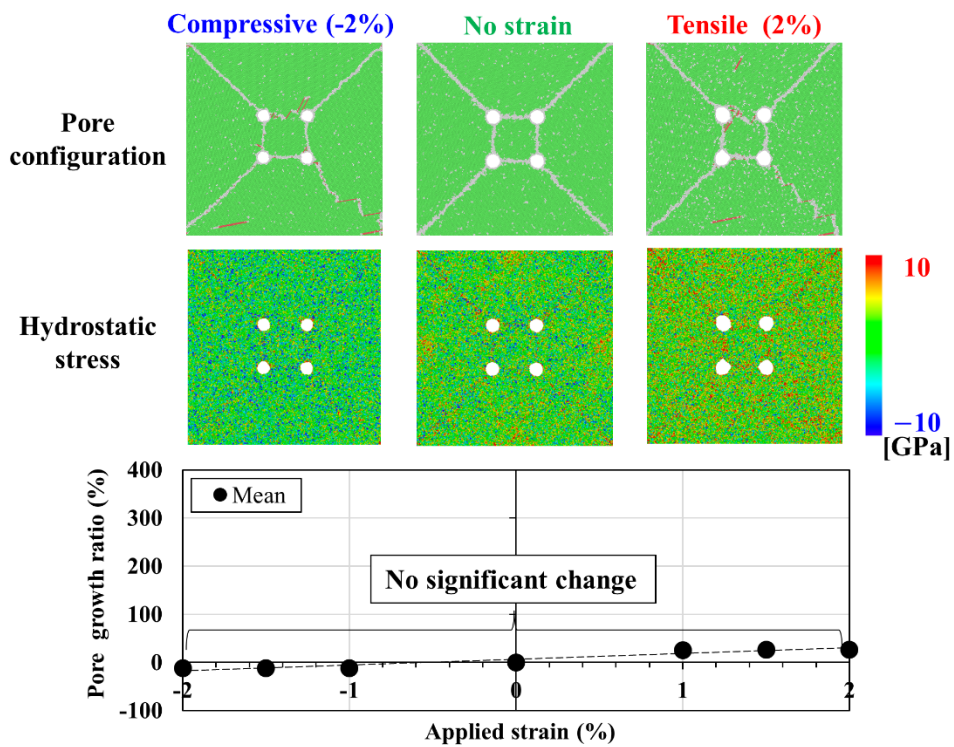 Compressive (-2%)
No strain
Tensile (2%)
Pore
configuration
Hydrostatic
stress
10
−10
[GPa]
Pore growth ratio (%)
400
300
200
100
0
-100
Mean
No significant change
-2
-1
0
1
2
Applied strain (%)